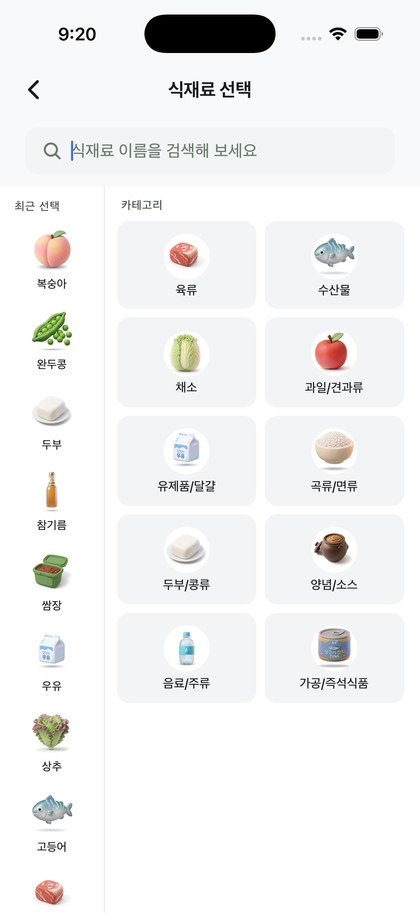 9:20
식재료 선택
식재료 이름을 검색해 보세요
최근 선택
복숭아
완두콩
두부
참기름
쌈장
우유
상추
고등어
카테고리
육류
수산물
채소
과일/견과류
유제품/달걀
곡류/면류
두부/콩류
양념/소스
음료/주류
가공/즉석식품